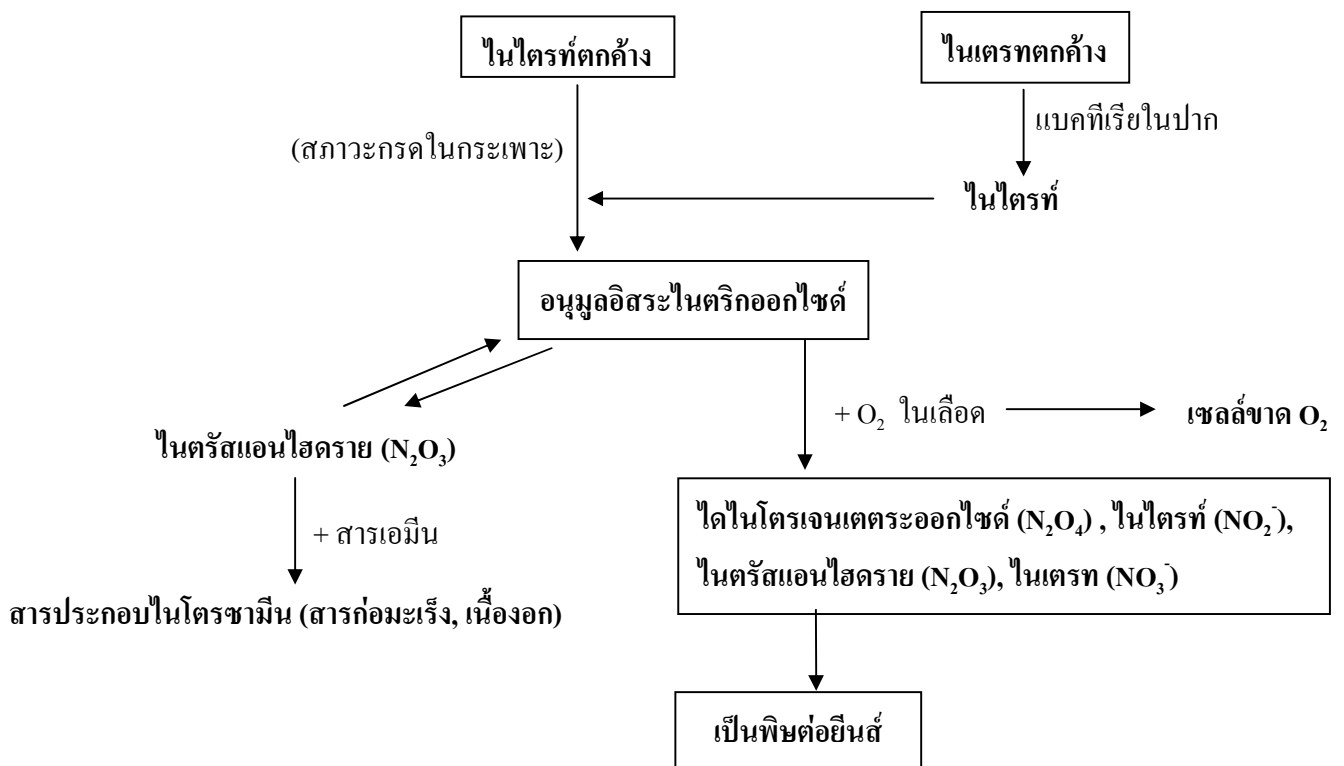 ไนไตรท์ตกค้าง
ไนเตรทตกค้าง
แบคทีเรียในปาก
(สภาวะกรดในกระเพาะ)
ไนไตรท์
อนุมูลอิสระไนตริกออกไซด์
+ O₂ ในเลือด
เซลล์ขาด O₂
ไนตรัสแอนไฮดราย (N₂O₃)
+ สารเอมีน
ไดไนโตรเจนเตตระออกไซด์ (N₂O₄) , ไนไตรท์ (NO₂⁻),
ไนตรัสแอนไฮดราย (N₂O₃), ไนเตรท (NO₃⁻)
สารประกอบไนโตรซามีน (สารก่อมะเร็ง, เนื้องอก)
เป็นพิษต่อยีนส์